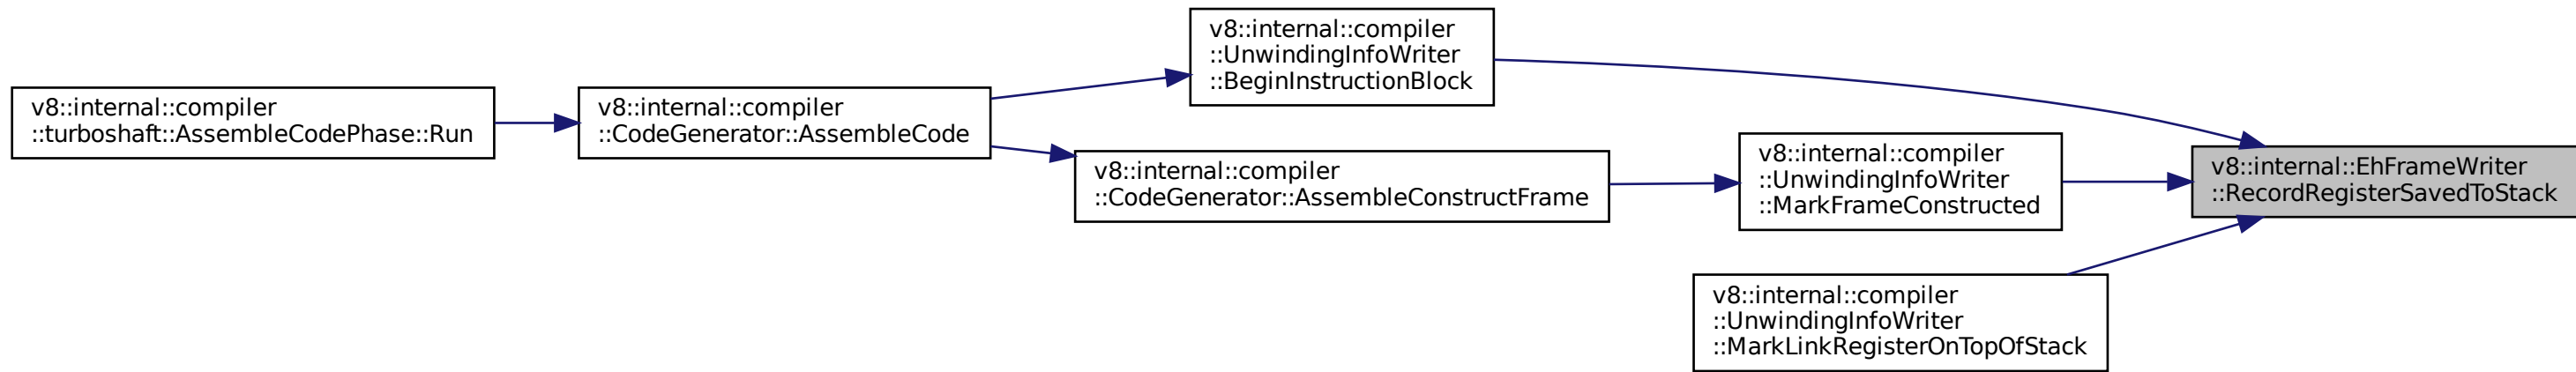 v8::internal::compiler
::turboshaft::AssembleCodePhase::Run
v8::internal::compiler
::CodeGenerator::AssembleCode
v8::internal::compiler
::UnwindingInfoWriter
::BeginInstructionBlock
v8::internal::compiler
::CodeGenerator::AssembleConstructFrame
v8::internal::compiler
::UnwindingInfoWriter
::MarkFrameConstructed
v8::internal::compiler
::UnwindingInfoWriter
::MarkLinkRegisterOnTopOfStack
v8::internal::EhFrameWriter
::RecordRegisterSavedToStack